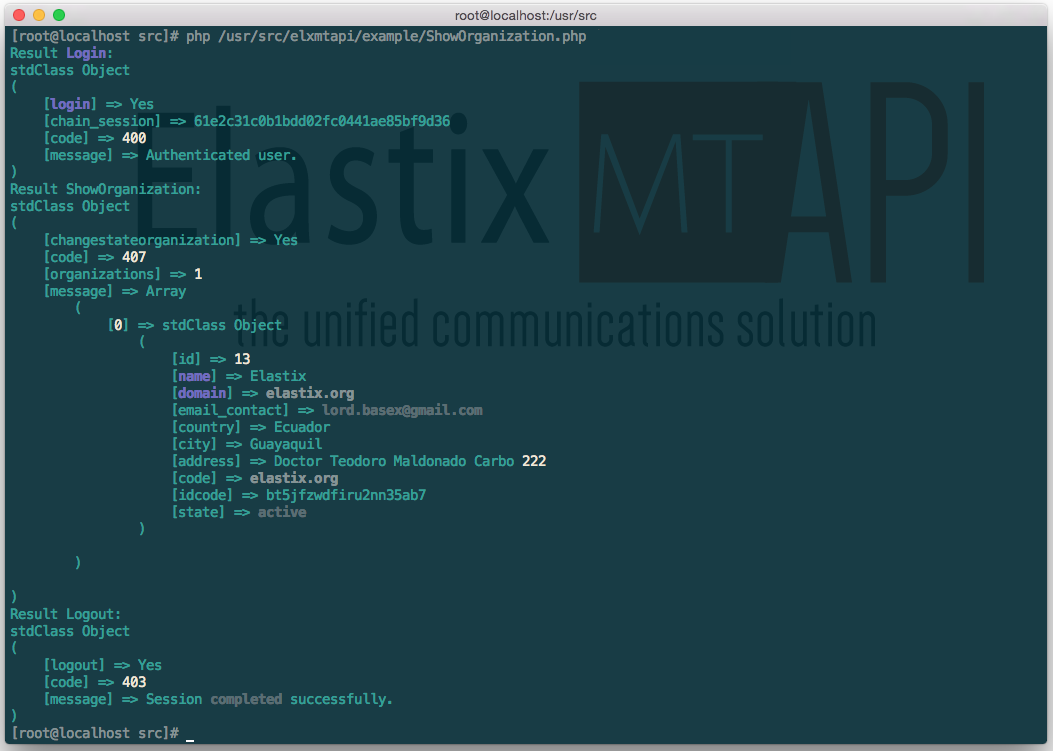 root@localhost:/usr/src
[root@localhost src]# php /usr/src/elxmtapi/example/ShowOrganization.php
Result Login:
stdClass Object
(
    [login] => Yes
    [chain_session] => 61e2c31c0b1bdd02fc0441ae85bf9d36
    [code] => 400
    [message] => Authenticated user.
)
Result ShowOrganization:
stdClass Object
(
    [changestateorganization] => Yes
    [code] => 407
    [organizations] => 1
    [message] => Array
        (
            [0] => stdClass Object
                (
                    [id] => 13
                    [name] => Elastix
                    [domain] => elastix.org
                    [email_contact] => lord.basex@gmail.com
                    [country] => Ecuador
                    [city] => Guayaquil
                    [address] => Doctor Teodoro Maldonado Carbo 222
                    [code] => elastix.org
                    [idcode] => bt5jfzwdfiru2nn35ab7
                    [state] => active
                )

        )

)
Result Logout:
stdClass Object
(
    [logout] => Yes
    [code] => 403
    [message] => Session completed successfully.
)
[root@localhost src]# _
Elastix MT API
the unified communications solution